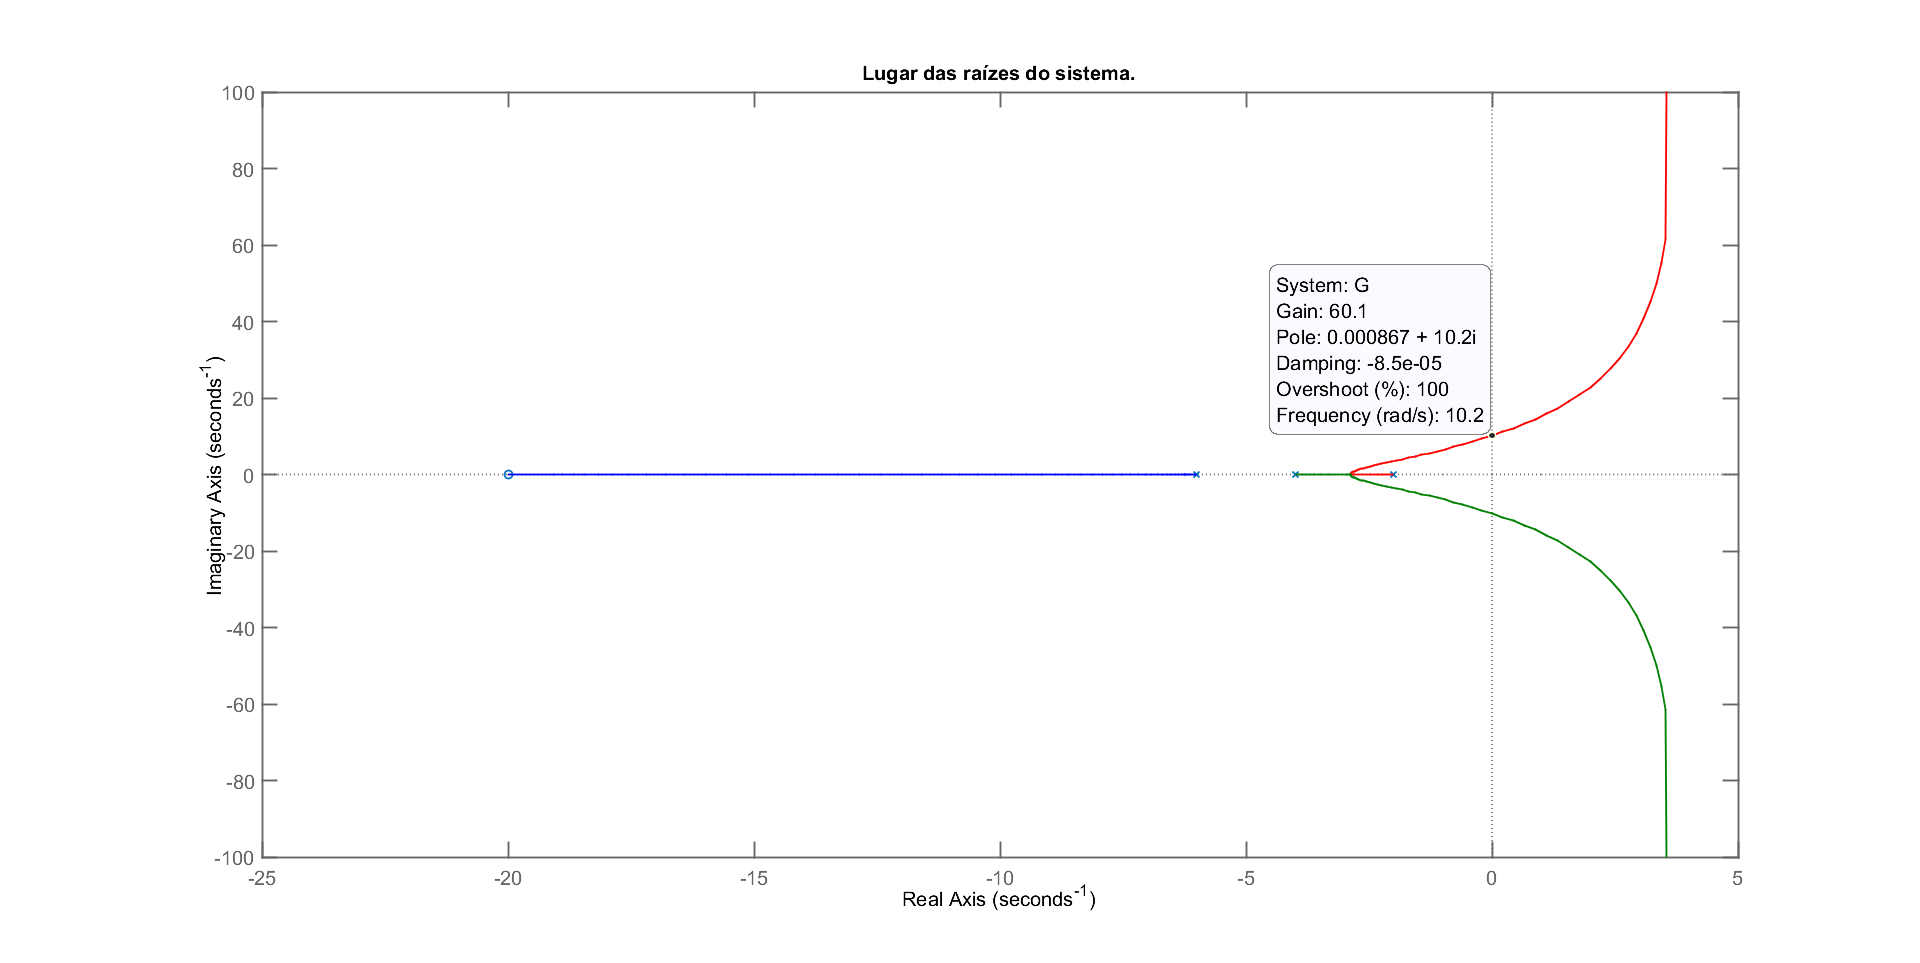 Lugar das raízes do sistema.
100
80
60
40
20
0
-20
-40
-60
-80
-100
Imaginary Axis (seconds-1)
System: G
Gain: 60.1
Pole: 0.000867 + 10.2i
Damping: -8.5e-05
Overshoot (%): 100
Frequency (rad/s): 10.2
-25 -20 -15 -10 -5 0 5
Real Axis (seconds-1)